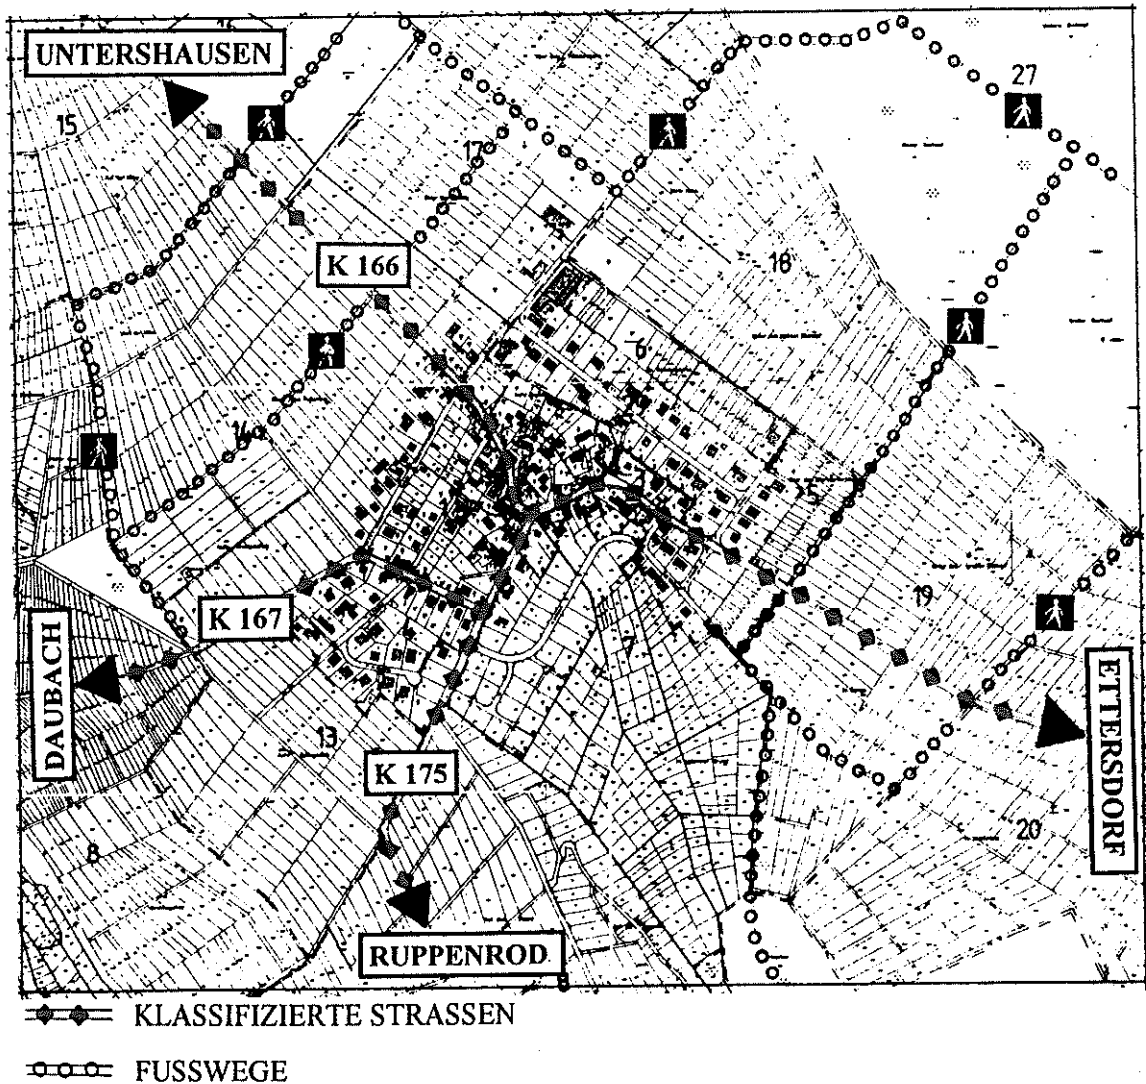 UNTERSHAUSEN
27
15
17
K 166
18
6
14
5
K 167
19
7
DAUBACH
ETTERSDORF
13
K 175
8
20
RUPPENROD
KLASSIFIZIERTE STRASSEN
FUSSWEGE